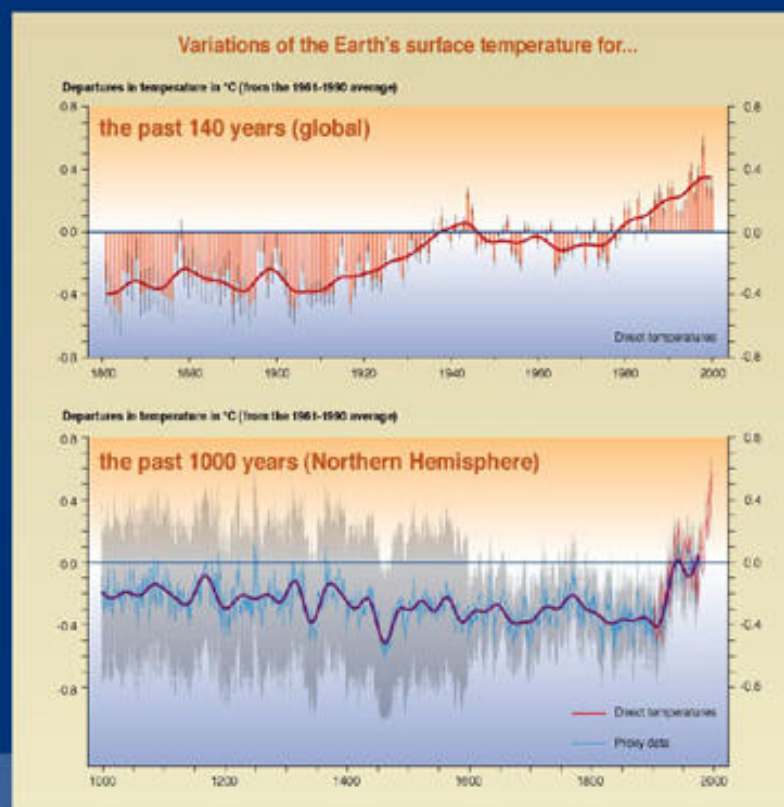 Variations of the Earth's surface temperature for...
Departures in temperature in °C (from the 1961-1990 average)
the past 140 years (global)
0.8 0.8
0.4 0.4
0.0 0.0
-0.4 -0.4
Direct temperatures
-0.8 -0.8
1860 1880 1900 1920 1940 1960 1980 2000
Departures in temperature in °C (from the 1961-1990 average)
0.8 0.8
the past 1000 years (Northern Hemisphere)
0.4 0.4
0.0 0.0
-0.4 -0.4
-0.8 -0.8
Direct temperatures
Proxy data
1000 1200 1400 1600 1800 2000